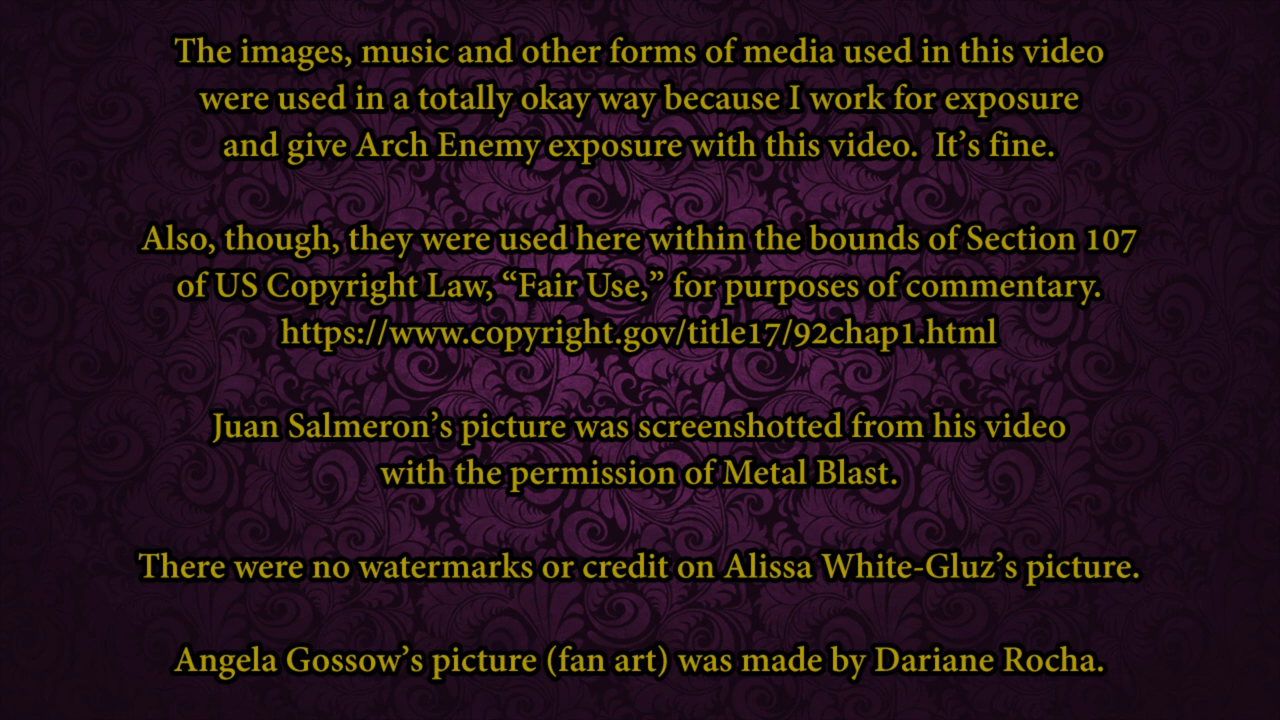 The images, music and other forms of media used in this video
were used in a totally okay way because I work for exposure
and give Arch Enemy exposure with this video.  It’s fine.
Also, though, they were used here within the bounds of Section 107
of US Copyright Law, “Fair Use,” for purposes of commentary.
https://www.copyright.gov/title17/92chap1.html
Juan Salmeron’s picture was screenshotted from his video
with the permission of Metal Blast.
There were no watermarks or credit on Alissa White-Gluz’s picture.
Angela Gossow’s picture (fan art) was made by Dariane Rocha.